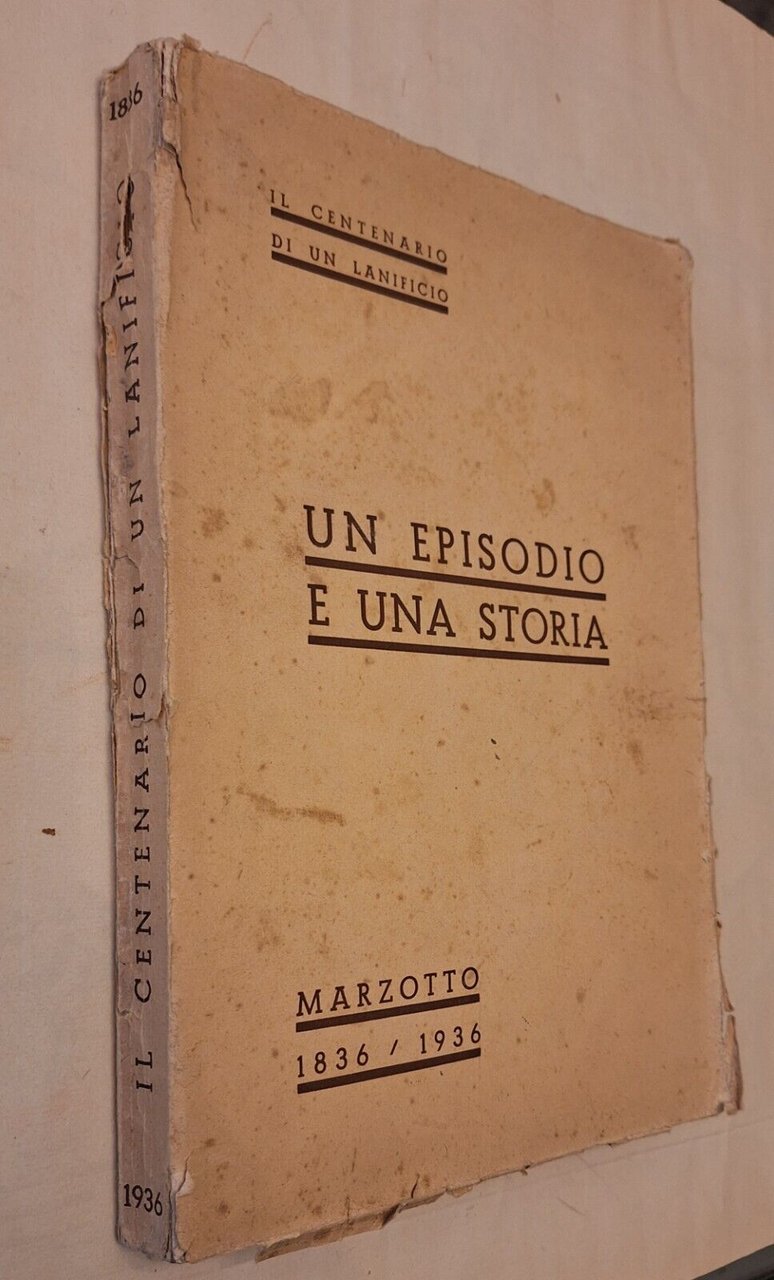 IL CENTENARIO
DI UN LANIFICIO
UN EPISODIO
E UNA STORIA
MARZOTTO
1836 / 1936
1836
IL CENTENARIO DI UN LANIFICIO
1936